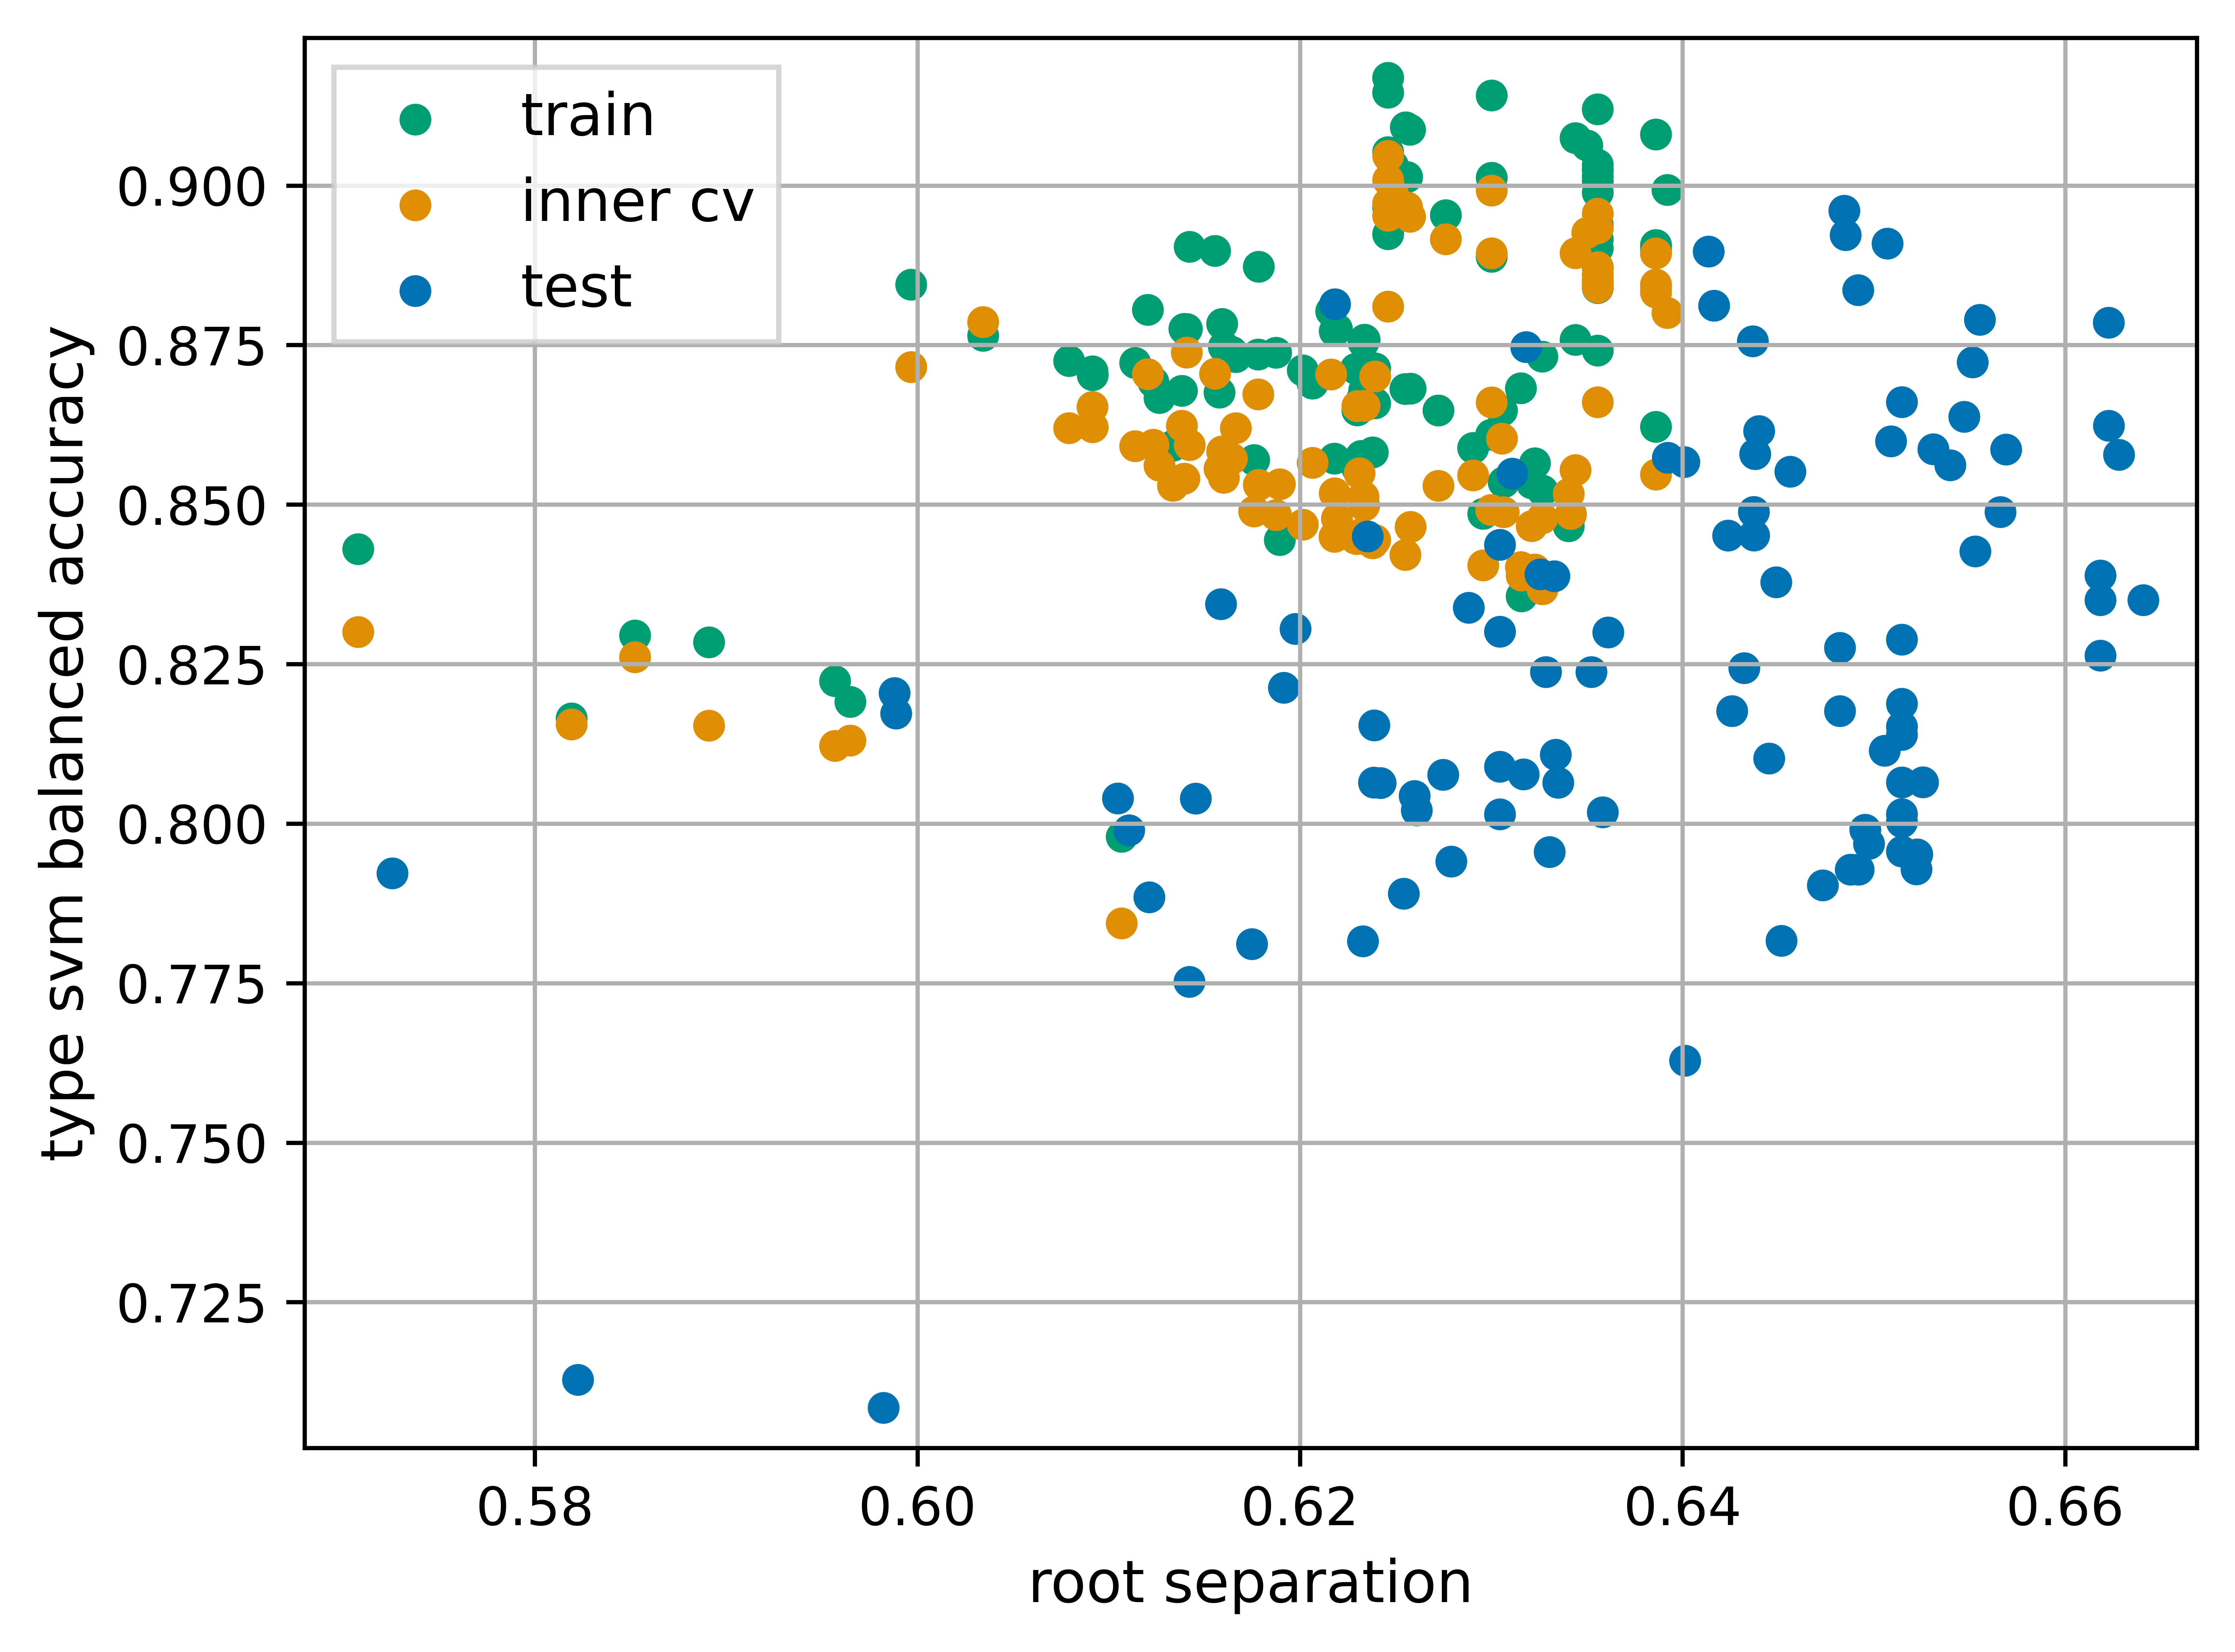 train
inner cv
test
0.900
0.875
0.850
0.825
0.800
0.775
0.750
0.725
type svm balanced accuracy
0.58 0.60 0.62 0.64 0.66
root separation